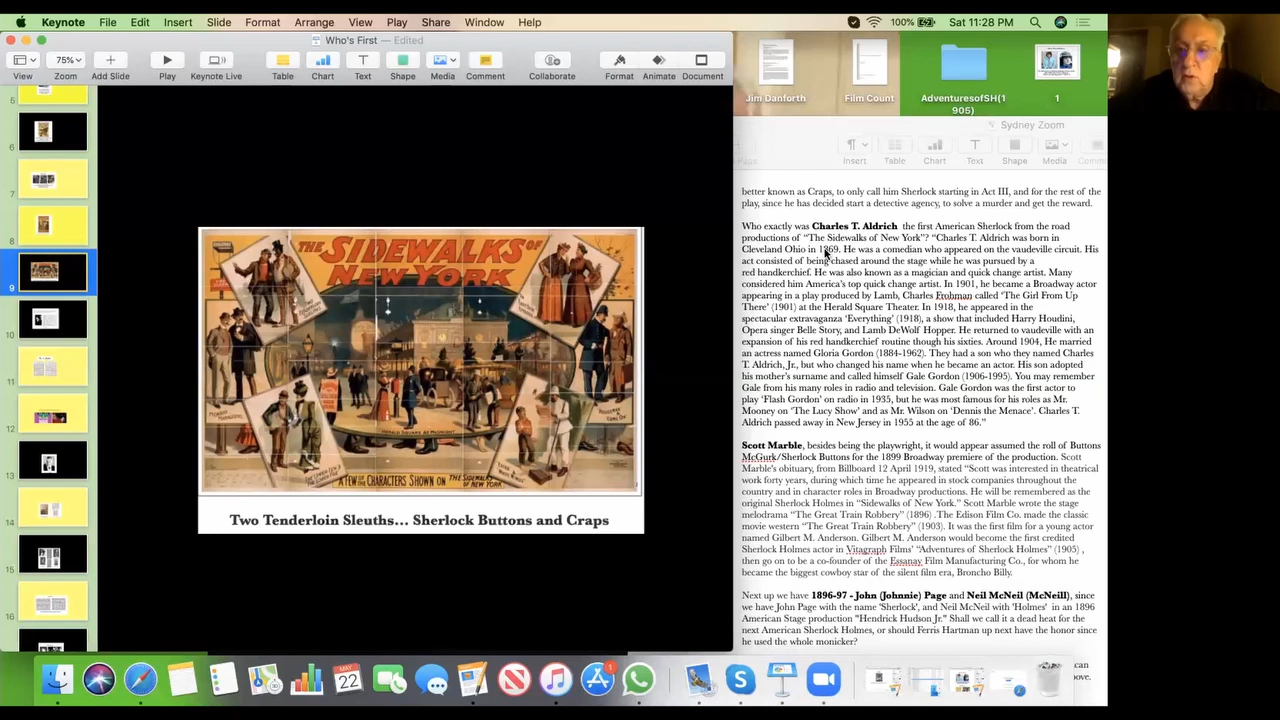 Keynote File Edit Insert Slide Format Arrange View Play Share Window Help
100% Sat 11:28 PM
Who's First — Edited
75%
View Zoom Add Slide Play Keynote Live Table Chart Text Shape Media Comment Collaborate Format Animate Document
6
7
8
9
10
11
12
13
14
15
16
THE SIDEWALKS OF
NEW YORK
HERALD SQUARE AT MIDNIGHT
A FEW OF THE CHARACTERS SHOWN ON THE SIDEWALKS OF NEW YORK
Two Tenderloin Sleuths... Sherlock Buttons and Craps
Jim Danforth
Film Count
AdventuresofSH(1
905)
1
Sydney Zoom
Insert Table Chart Text Shape Media
better known as Craps, to only call him Sherlock starting in Act III, and for the rest of the
play, since he has decided start a detective agency, to solve a murder and get the reward.
Who exactly was Charles T. Aldrich the first American Sherlock from the road
productions of “The Sidewalks of New York”? “Charles T. Aldrich was born in
Cleveland Ohio in 1869. He was a comedian who appeared on the vaudeville circuit. His
act consisted of being chased around the stage while he was pursued by a
red handkerchief. He was also known as a magician and quick change artist. Many
considered him America’s top quick change artist. In 1901, he became a Broadway actor
appearing in a play produced by Lamb, Charles Frohman called ‘The Girl From Up
There’ (1901) at the Herald Square Theater. In 1918, he appeared in the
spectacular extravaganza ‘Everything’ (1918), a show that included Harry Houdini,
Opera singer Belle Story, and Lamb DeWolf Hopper. He returned to vaudeville with an
expansion of his red handkerchief routine though his sixties. Around 1904, He married
an actress named Gloria Gordon (1884-1962). They had a son who they named Charles
T. Aldrich, Jr., but who changed his name when he became an actor. His son adopted
his mother’s surname and called himself Gale Gordon (1906-1995). You may remember
Gale from his many roles in radio and television. Gale Gordon was the first actor to
play ‘Flash Gordon’ on radio in 1935, but he was most famous for his roles as Mr.
Mooney on ‘The Lucy Show’ and as Mr. Wilson on ‘Dennis the Menace’. Charles T.
Aldrich passed away in New Jersey in 1955 at the age of 86.”
Scott Marble, besides being the playwright, it would appear assumed the roll of Buttons
McGurk/Sherlock Buttons for the 1899 Broadway premiere of the production. Scott
Marble’s obituary, from Billboard 12 April 1919, stated “Scott was interested in theatrical
work forty years, during which time he appeared in stock companies throughout the
country and in character roles in Broadway productions. He will be remembered as the
original Sherlock Holmes in “Sidewalks of New York.” Scott Marble wrote the stage
melodrama “The Great Train Robbery” (1896) .The Edison Film Co. made the classic
movie western “The Great Train Robbery” (1903). It was the first film for a young actor
named Gilbert M. Anderson. Gilbert M. Anderson would become the first credited
Sherlock Holmes actor in Vitagraph Films’ “Adventures of Sherlock Holmes” (1905) ,
then go on to be a co-founder of the Essanay Film Manufacturing Co., for whom he
became the biggest cowboy star of the silent film era, Broncho Billy.
Next up we have 1896-97 - John (Johnnie) Page and Neil McNeil (McNeill), since
we have John Page with the name 'Sherlock', and Neil McNeil with 'Holmes' in an 1896
American Stage production "Hendrick Hudson Jr." Shall we call it a dead heat for the
next American Sherlock Holmes, or should Ferris Hartman up next have the honor since
he used the whole monicker?
MAY
22
1